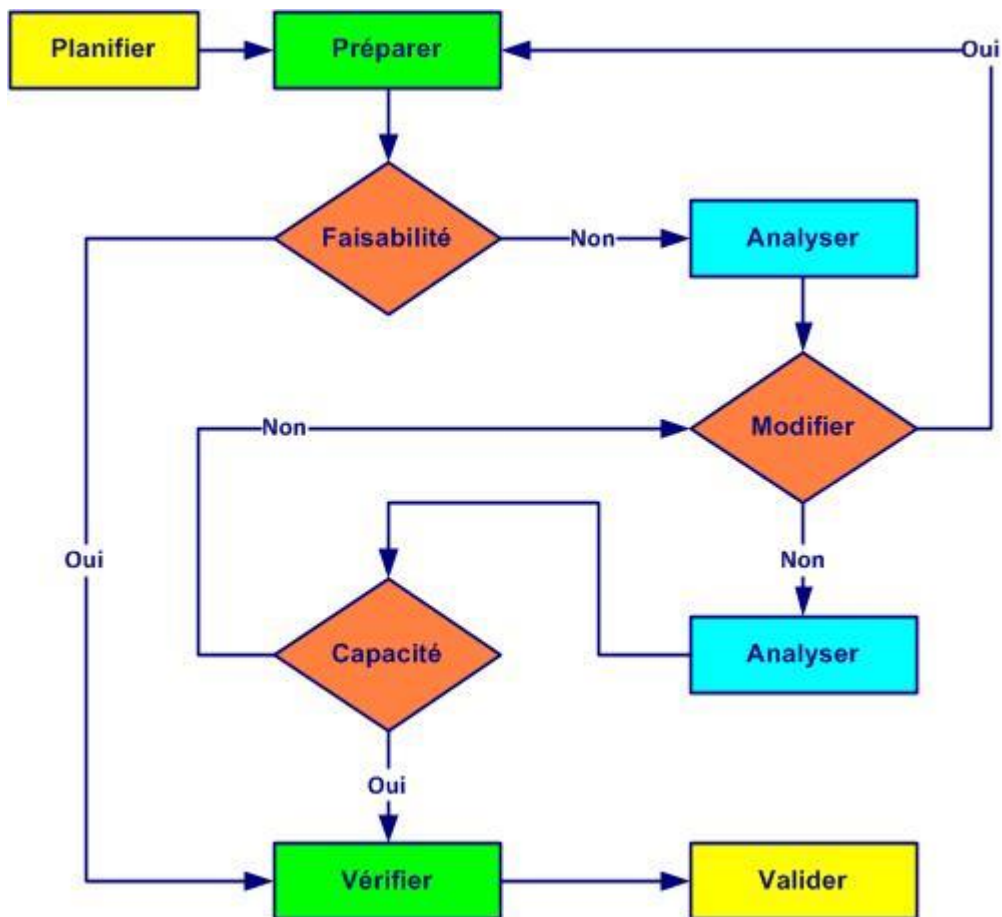 Planifier
Préparer
Oui
Faisabilité
Non
Analyser
Non
Modifier
Oui
Non
Capacité
Analyser
Oui
Vérifier
Valider